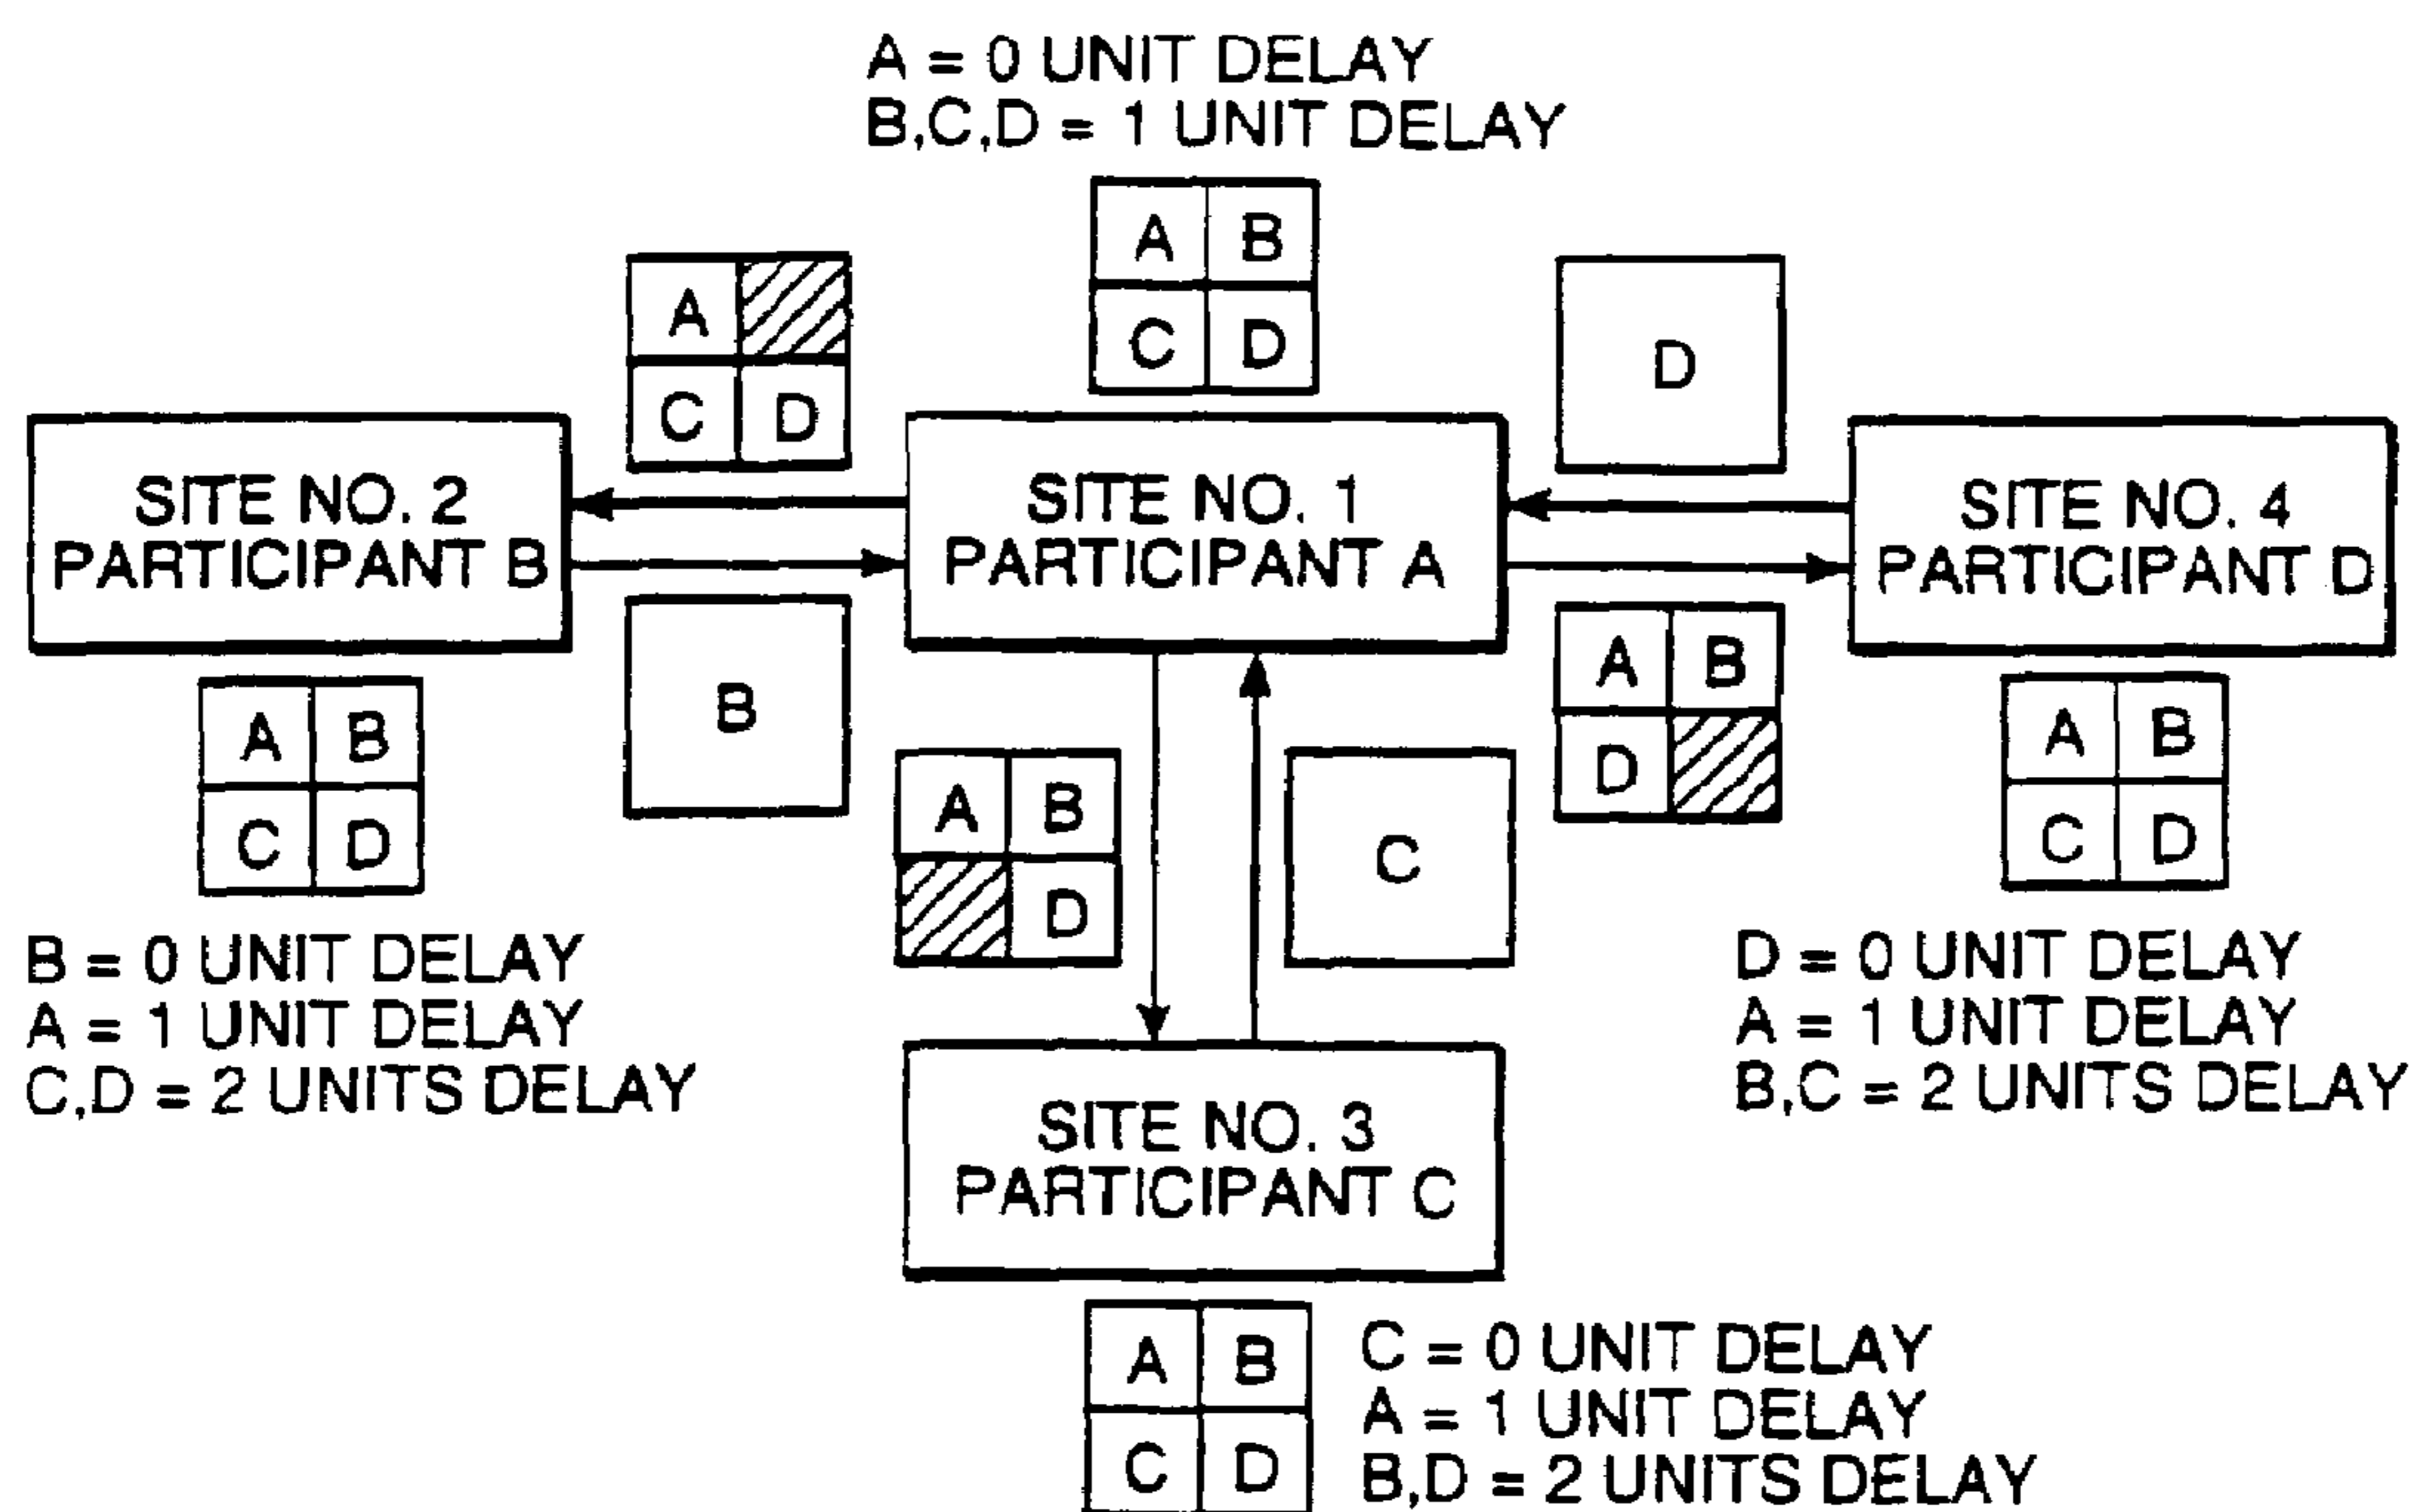 A = 0 UNIT DELAY
B,C,D = 1 UNIT DELAY
A B
C D
A
C D
D
SITE NO. 2
PARTICIPANT B
SITE NO. 1
PARTICIPANT A
SITE NO. 4
PARTICIPANT D
A B
C D
B
A B
D
C
A B
D
A B
C D
B = 0 UNIT DELAY
A = 1 UNIT DELAY
C,D = 2 UNITS DELAY
D = 0 UNIT DELAY
A = 1 UNIT DELAY
B,C = 2 UNITS DELAY
SITE NO. 3
PARTICIPANT C
A B
C D
C = 0 UNIT DELAY
A = 1 UNIT DELAY
B,D = 2 UNITS DELAY